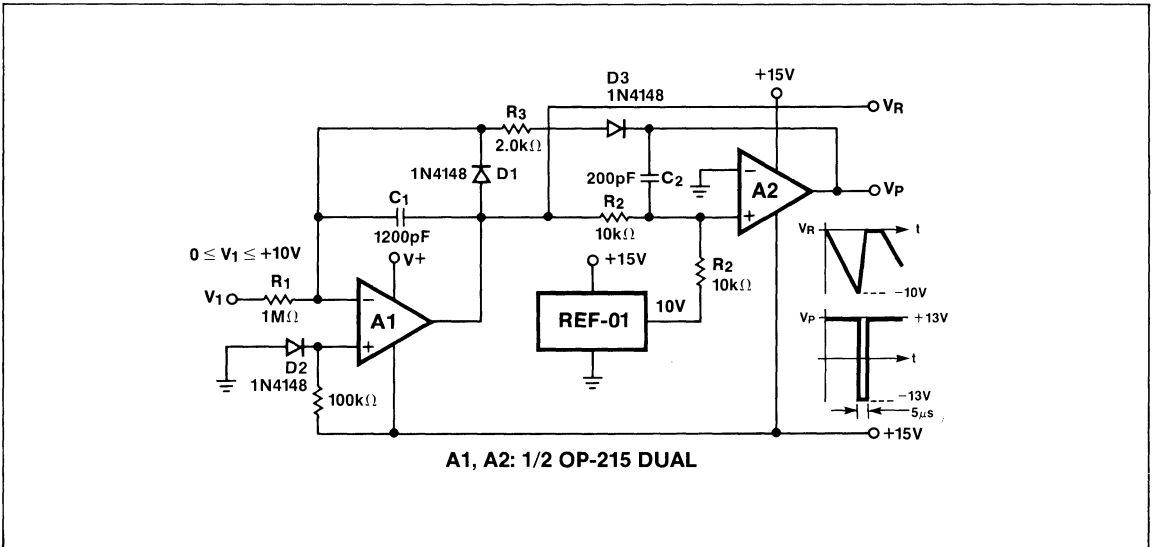 +15V
D3
1N4148
VR
R3
2.0kΩ
1N4148 D1
200pF C2
A2
−
+
VP
C1
1200pF
R2
10kΩ
VR
t
0 ≤ V1 ≤ +10V
V+
+15V
R2
10kΩ
−10V
R1
V1
1MΩ
−
A1
+
10V
REF-01
VP
+13V
t
D2
1N4148
100kΩ
−13V
5μs
+15V
A1, A2: 1/2 OP-215 DUAL